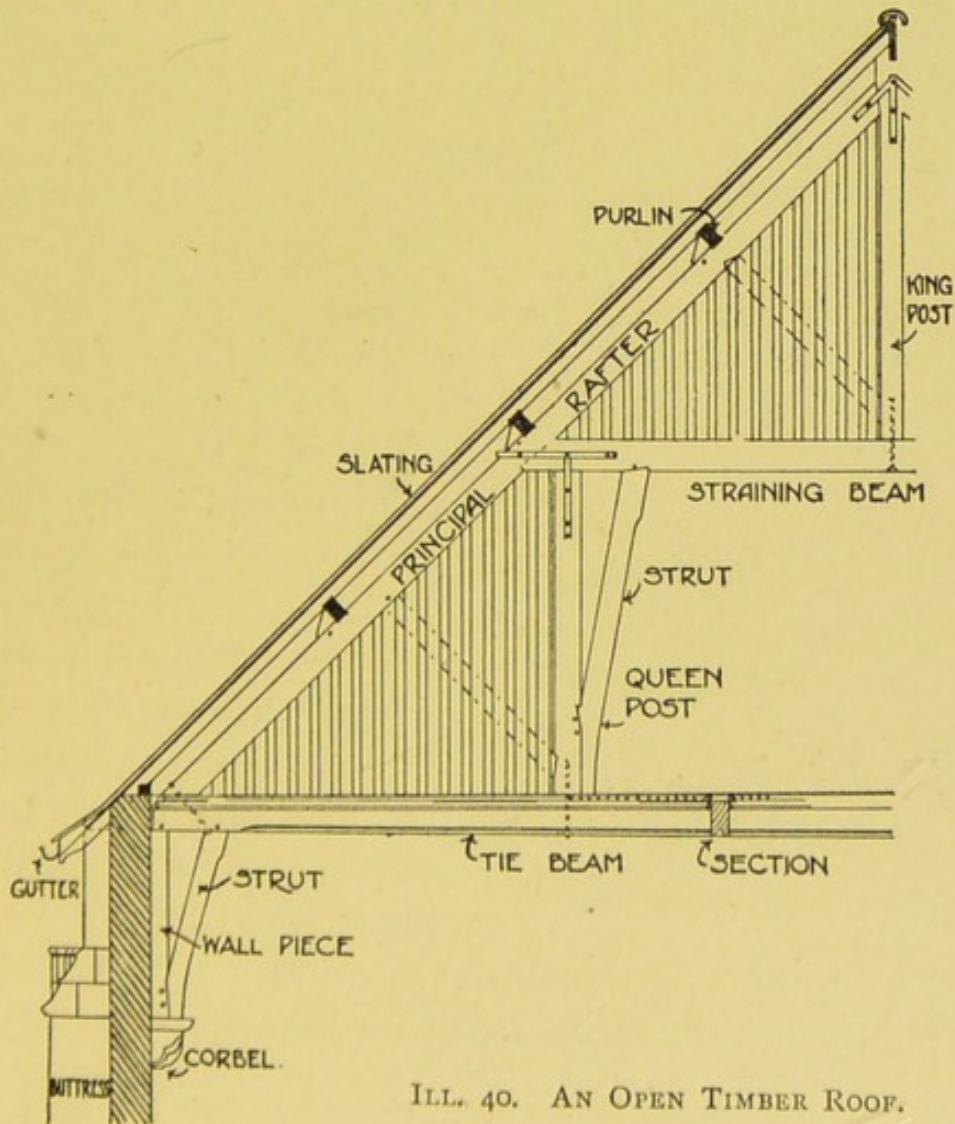 PURLIN
KING
POST
RAFTER
SLATING
PRINCIPAL
STRAINING BEAM
STRUT
QUEEN
POST
TIE BEAM
SECTION
GUTTER
STRUT
WALL PIECE
CORBEL.
BUTTRESS
ILL. 40. AN OPEN TIMBER ROOF.